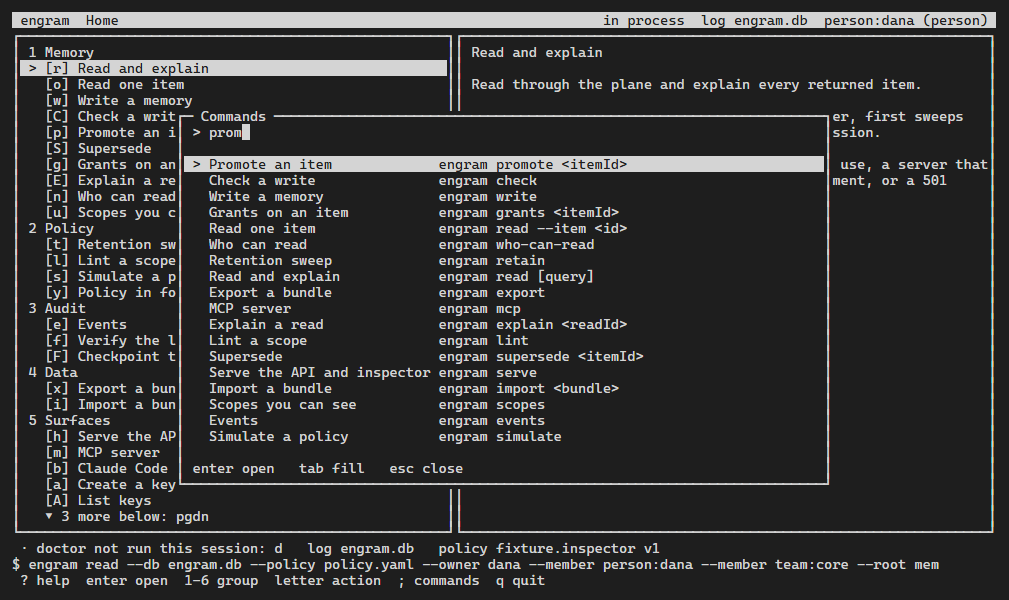 engram  Home                                                            in process  log engram.db  person:dana (person)
1 Memory                                                Read and explain
> [r] Read and explain
[o] Read one item                                   Read through the plane and explain every returned item.
[w] Write a memory
[C] Check a writ   Commands                                                                     er, first sweeps
[p] Promote an i  > prom                                                                        ssion.
[S] Supersede
[g] Grants on an  > Promote an item              engram promote <itemId>                         use, a server that
[E] Explain a re    Check a write                engram check                                   ment, or a 501
[n] Who can read    Write a memory               engram write
[u] Scopes you c    Grants on an item            engram grants <itemId>
2 Policy              Read one item                engram read --item <id>
[t] Retention sw    Who can read                 engram who-can-read
[l] Lint a scope    Retention sweep              engram retain
[s] Simulate a p    Read and explain             engram read [query]
[y] Policy in fo    Export a bundle              engram export
3 Audit               MCP server                   engram mcp
[e] Events          Explain a read               engram explain <readId>
[f] Verify the l    Lint a scope                 engram lint
[F] Checkpoint t    Supersede                    engram supersede <itemId>
4 Data                Serve the API and inspector  engram serve
[x] Export a bun    Import a bundle              engram import <bundle>
[i] Import a bun    Scopes you can see           engram scopes
5 Surfaces            Events                       engram events
[h] Serve the AP    Simulate a policy            engram simulate
[m] MCP server
[b] Claude Code   enter open   tab fill   esc close
[a] Create a key
[A] List keys
▼ 3 more below: pgdn
· doctor not run this session: d   log engram.db   policy fixture.inspector v1
$ engram read --db engram.db --policy policy.yaml --owner dana --member person:dana --member team:core --root mem
? help  enter open  1-6 group  letter action  ; commands  q quit